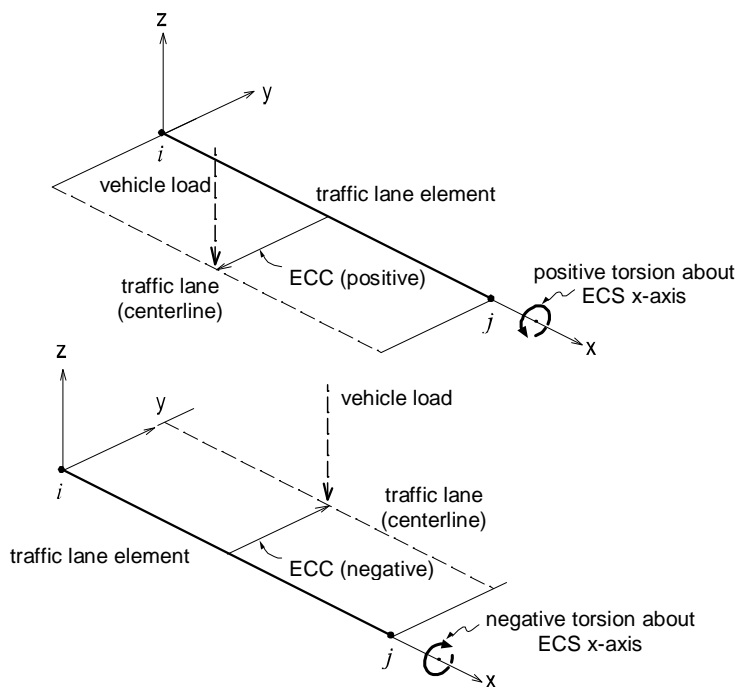 z
y
i
vehicle load
traffic lane element
ECC (positive)
traffic lane
(centerline)
positive torsion about
ECS x-axis
j
x
z
y
vehicle load
i
traffic lane
(centerline)
traffic lane element
ECC (negative)
negative torsion about
ECS x-axis
j
x